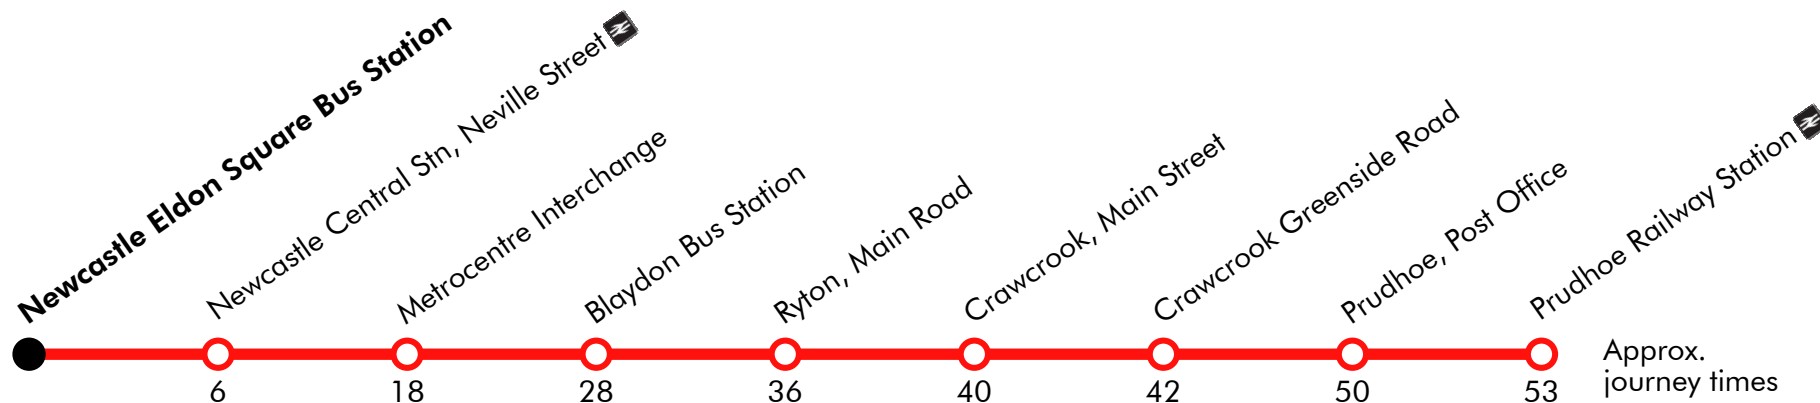 Newcastle Eldon Square Bus Station
Newcastle Central Stn, Neville Street
Metrocentre Interchange
Blaydon Bus Station
Ryton, Main Road
Crawcrook, Main Street
Crawcrook Greenside Road
Prudhoe, Post Office
Prudhoe Railway Station
6
18
28
36
40
42
50
53
Approx.
journey times